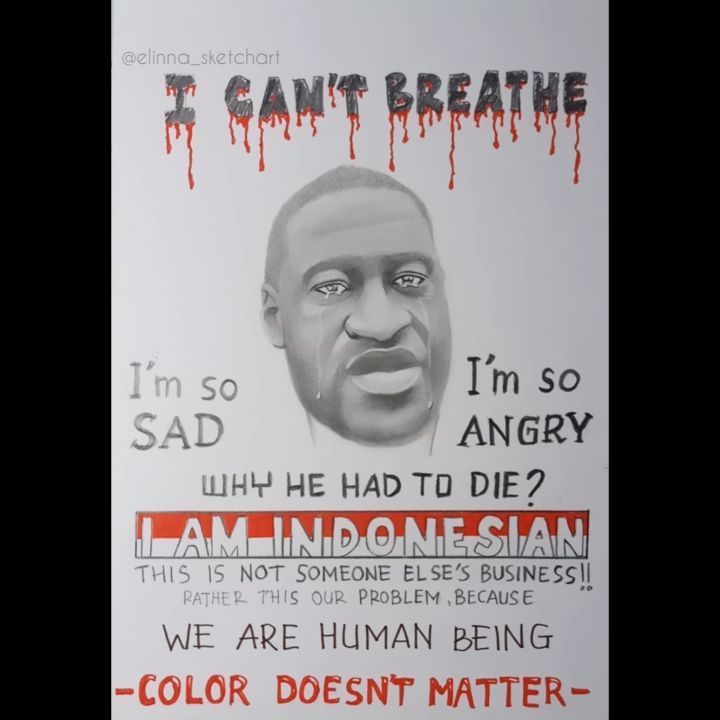 @elinna_sketchart
I CAN'T BREATHE
I'm so
SAD
I'm so
ANGRY
WHY HE HAD TO DIE?
I AM INDONESIAN
THIS IS NOT SOMEONE ELSE'S BUSINESS!!
RATHER THIS OUR PROBLEM, BECAUSE
WE ARE HUMAN BEING
-COLOR DOESN'T MATTER-